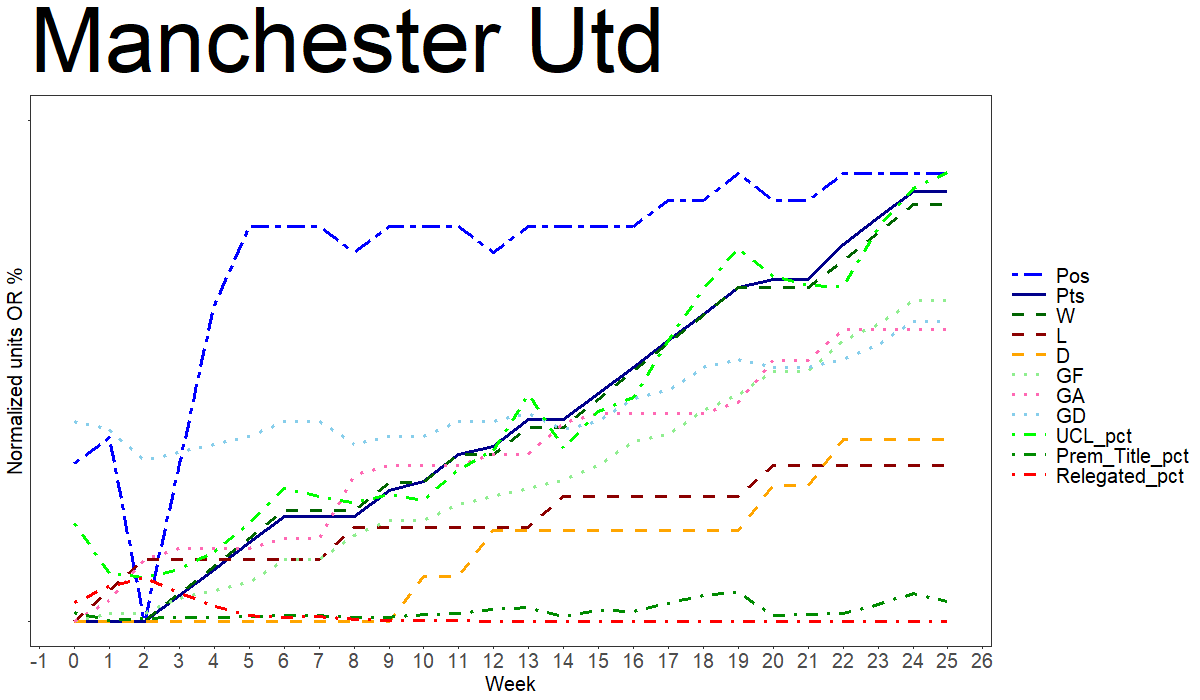 Manchester Utd
Normalized units OR %
Pos
Pts
W
L
D
GF
GA
GD
UCL_pct
Prem_Title_pct
Relegated_pct
-1 0 1 2 3 4 5 6 7 8 9 10 11 12 13 14 15 16 17 18 19 20 21 22 23 24 25 26
Week